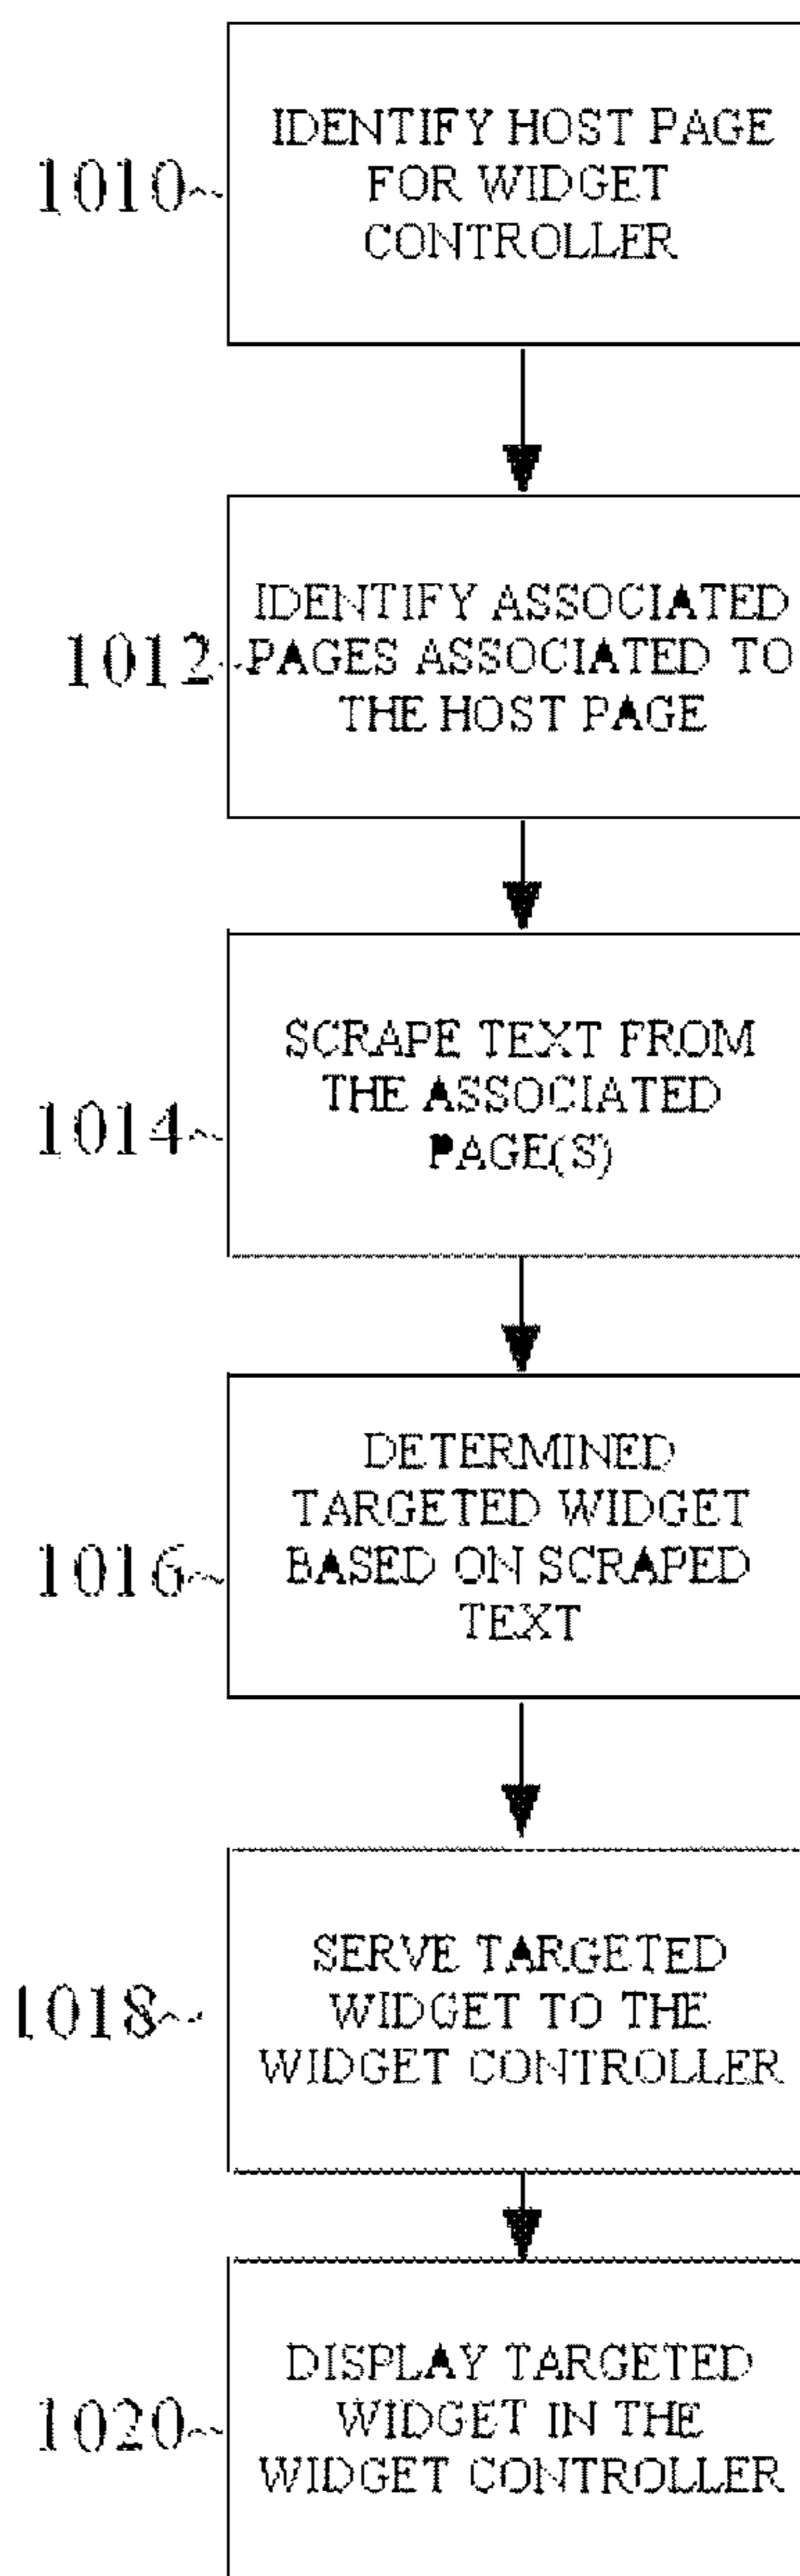 IDENTIFY HOST PAGE
1010
FOR WIDGET
CONTROLLER
IDENTIFY ASSOCIATED
1012
PAGES ASSOCIATED TO
THE HOST PAGE
SCRAPE TEXT FROM
THE ASSOCIATED
1014
PAGE(S)
DETERMINED
TARGETED WIDGET
1016
BASED ON SCRAPED
TEXT
SERVE TARGETED
1018
WIDGET TO THE
WIDGET CONTROLLER
DISPLAY TARGETED
1020
WIDGET IN THE
WIDGET CONTROLLER